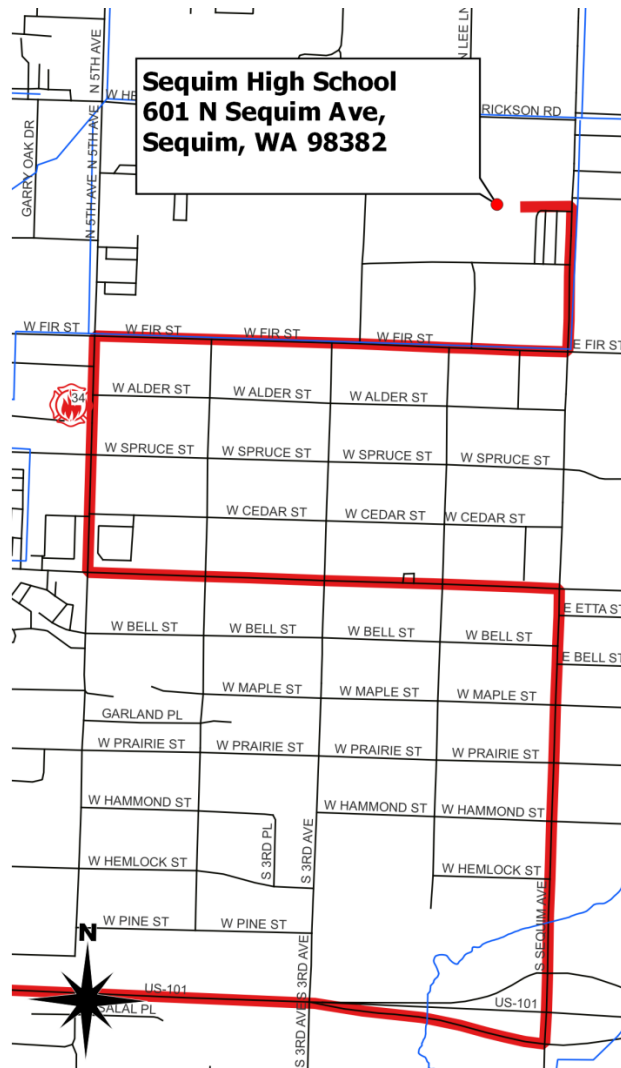 N LEE LN
N 5TH AVE
Sequim High School
601 N Sequim Ave,
Sequim, WA 98382
W HE
RICKSON RD
N 5TH AVE
GARRY OAK DR
N 5TH AVE
W FIR ST
W FIR ST
W FIR ST
W FIR ST
E FIR ST
W ALDER ST
W ALDER ST
W ALDER ST
34
W SPRUCE ST
W SPRUCE ST
W SPRUCE ST
W SPRUCE ST
W CEDAR ST
W CEDAR ST
W CEDAR ST
E ETTA ST
W BELL ST
W BELL ST
W BELL ST
W BELL ST
E BELL ST
W MAPLE ST
W MAPLE ST
W MAPLE ST
GARLAND PL
W PRAIRIE ST
W PRAIRIE ST
W PRAIRIE ST
W PRAIRIE ST
W HAMMOND ST
W HAMMOND ST
W HAMMOND ST
S 3RD PL
S 3RD AVE
W HEMLOCK ST
W HEMLOCK ST
W PINE ST
W PINE ST
S SEQUIM AVE
N
S 3RD AVE
US-101
US-101
SALAL PL
S 3RD AVE